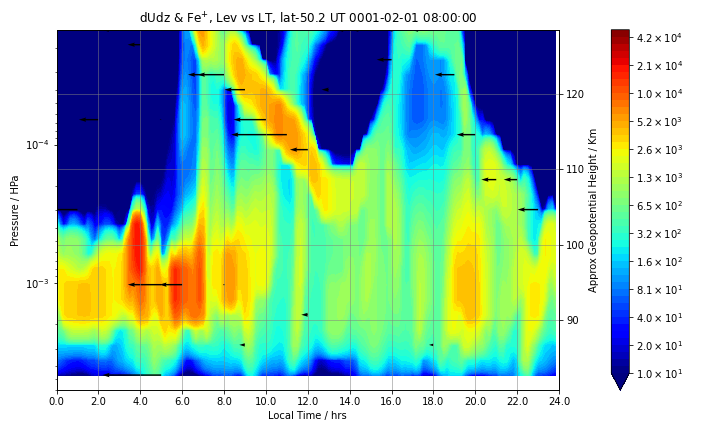 dUdz & Fe⁺, Lev vs LT, lat-50.2 UT 0001-02-01 08:00:00
Pressure / HPa
10⁻⁴
10⁻³
0.0 2.0 4.0 6.0 8.0 10.0 12.0 14.0 16.0 18.0 20.0 22.0 24.0
Local Time / hrs
120
110
100
90
Approx Geopotential Height / Km
4.2 × 10⁴
2.1 × 10⁴
1.0 × 10⁴
5.2 × 10³
2.6 × 10³
1.3 × 10³
6.5 × 10²
3.2 × 10²
1.6 × 10²
8.1 × 10¹
4.0 × 10¹
2.0 × 10¹
1.0 × 10¹